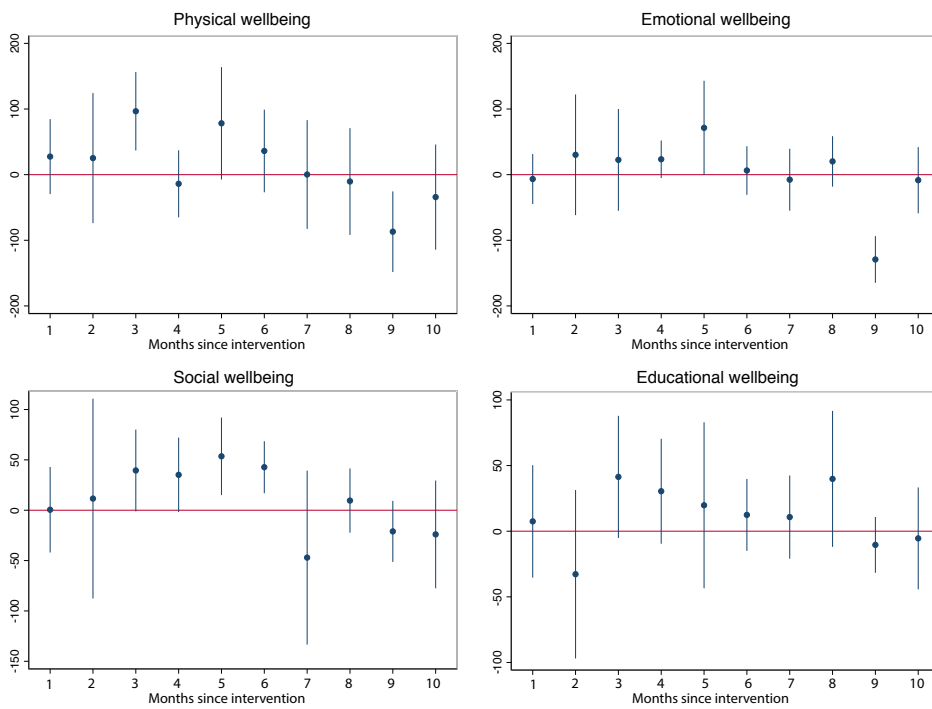 Physical wellbeing
200
100
0
-100
-200
1 2 3 4 5 6 7 8 9 10
Months since intervention
Emotional wellbeing
200
100
0
-100
-200
1 2 3 4 5 6 7 8 9 10
Months since intervention
Social wellbeing
100
50
0
-50
-100
-150
1 2 3 4 5 6 7 8 9 10
Months since intervention
Educational wellbeing
100
50
0
-50
-100
1 2 3 4 5 6 7 8 9 10
Months since intervention